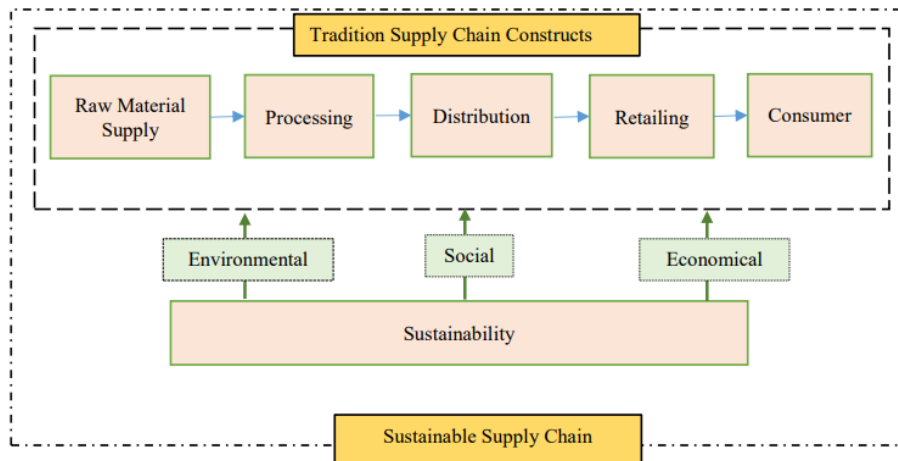 Tradition Supply Chain Constructs
Raw Material
Supply
Processing
Distribution
Retailing
Consumer
Environmental
Social
Economical
Sustainability
Sustainable Supply Chain